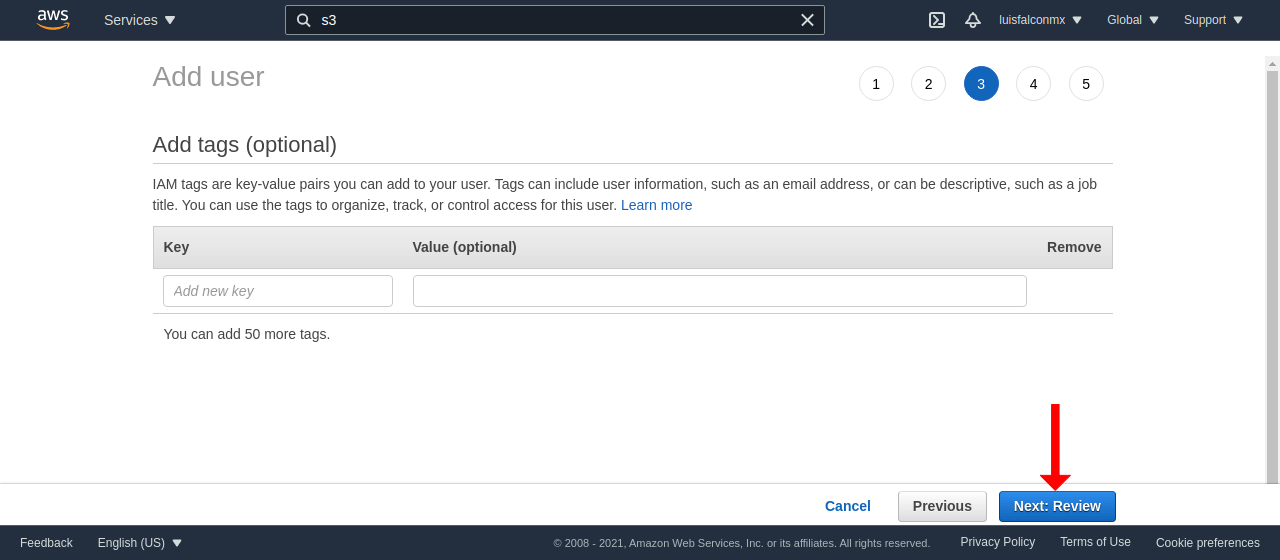 aws Services s3 luisfalconmx Global Support
Add user 1 2 3 4 5
Add tags (optional)
IAM tags are key-value pairs you can add to your user. Tags can include user information, such as an email address, or can be descriptive, such as a job
title. You can use the tags to organize, track, or control access for this user. Learn more
Key Value (optional) Remove
Add new key
You can add 50 more tags.
Cancel Previous Next: Review
Feedback English (US) © 2008 - 2021, Amazon Web Services, Inc. or its affiliates. All rights reserved. Privacy Policy Terms of Use Cookie preferences